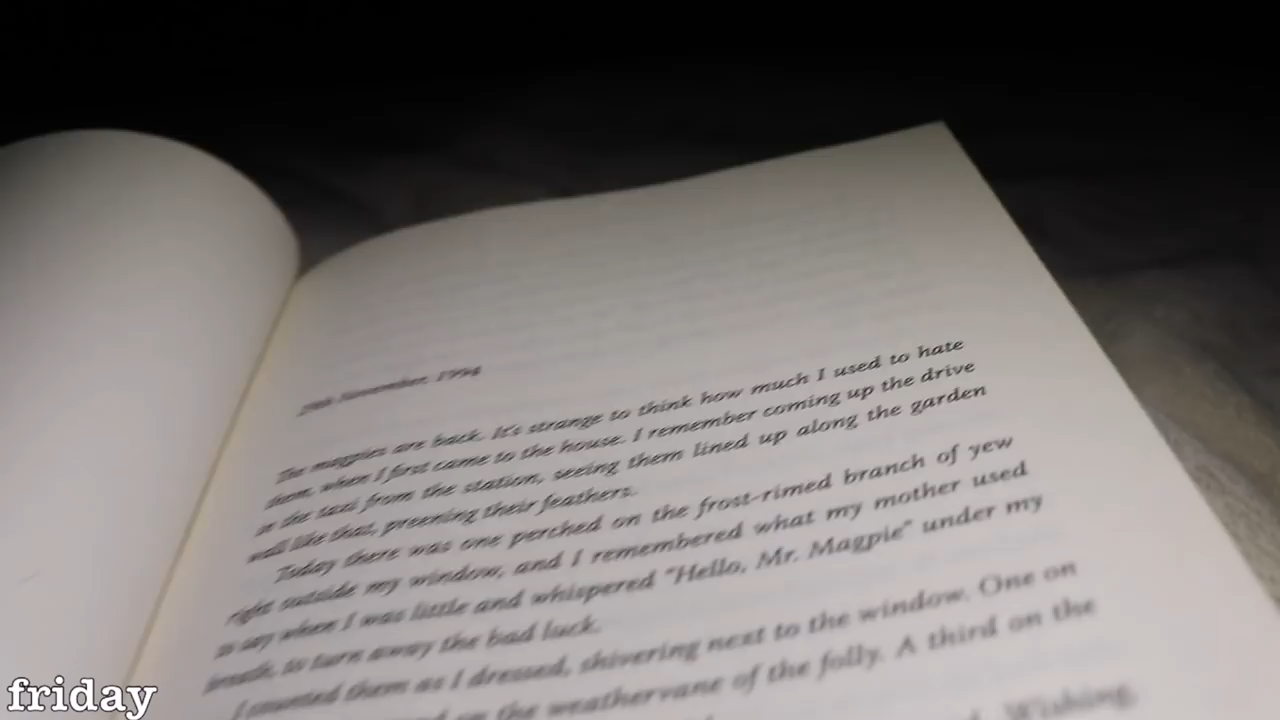 November, 1994
The magpies are back. It's strange to think how much I used to hate
them, when I first came to the house. I remember coming up the drive
in the taxi from the station, seeing them lined up along the garden
wall like that, preening their feathers.
Today there was one perched on the frost-rimed branch of yew
right outside my window, and I remembered what my mother used
to say when I was little and whispered "Hello, Mr. Magpie" under my
breath, to turn away the bad luck.
I counted them as I dressed, shivering next to the window. One on
on the weathervane of the folly. A third on the
Wishing,
friday